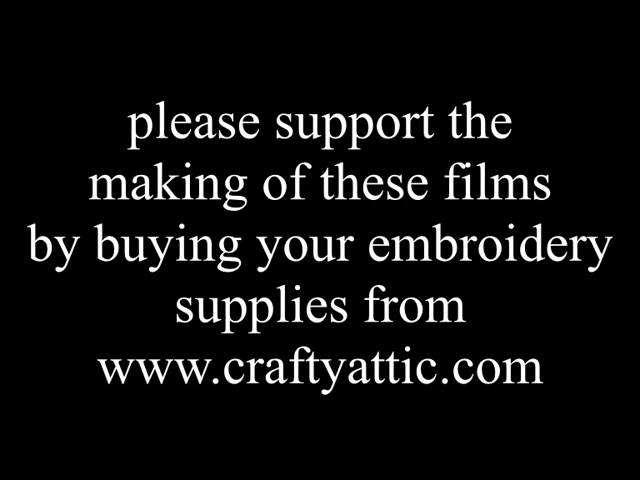 please support the
making of these films
by buying your embroidery
supplies from
www.craftyattic.com